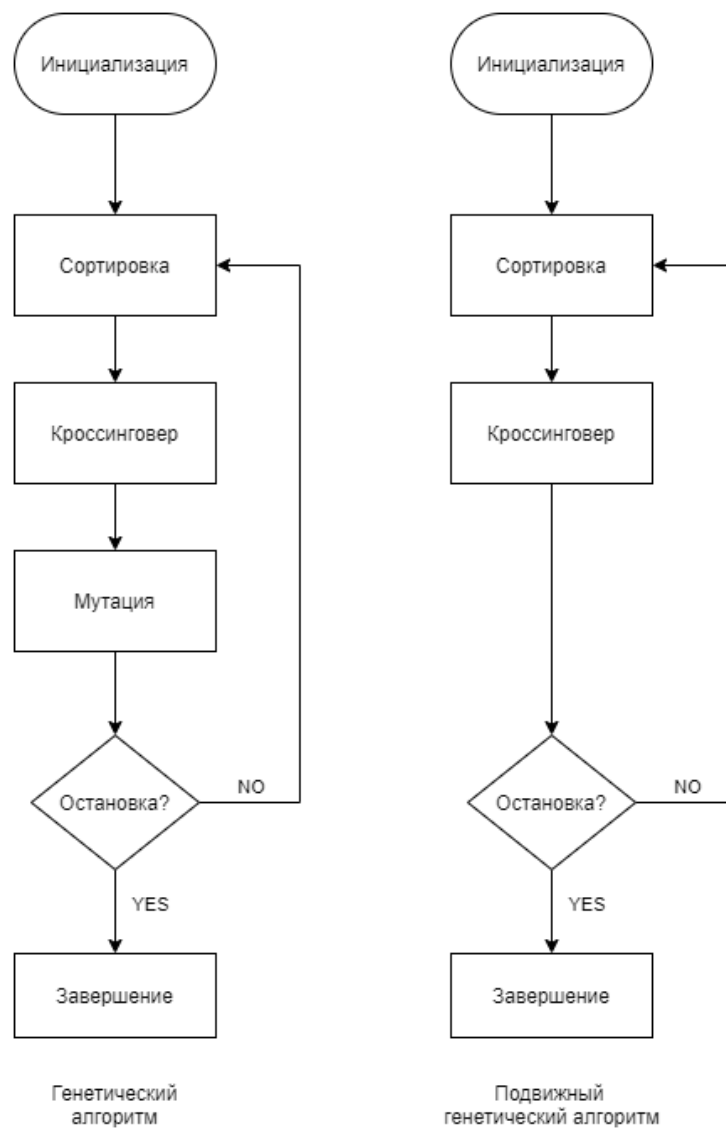 Инициализация
Сортировка
Кроссинговер
Мутация
Остановка?
NO
YES
Завершение
Генетический
алгоритм
Инициализация
Сортировка
Кроссинговер
Остановка?
NO
YES
Завершение
Подвижный
генетический алгоритм